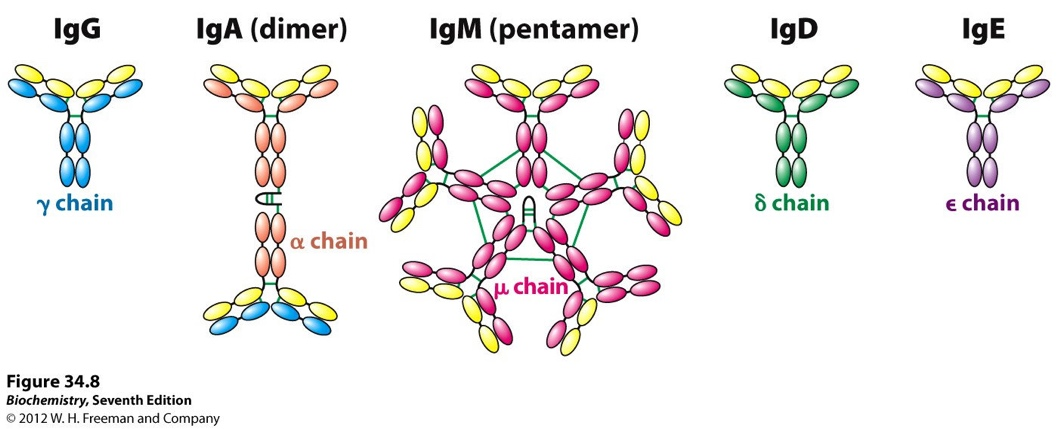 IgG
IgA (dimer)
IgM (pentamer)
IgD
IgE
γ chain
α chain
μ chain
δ chain
ϵ chain
Figure 34.8
Biochemistry, Seventh Edition
© 2012 W. H. Freeman and Company